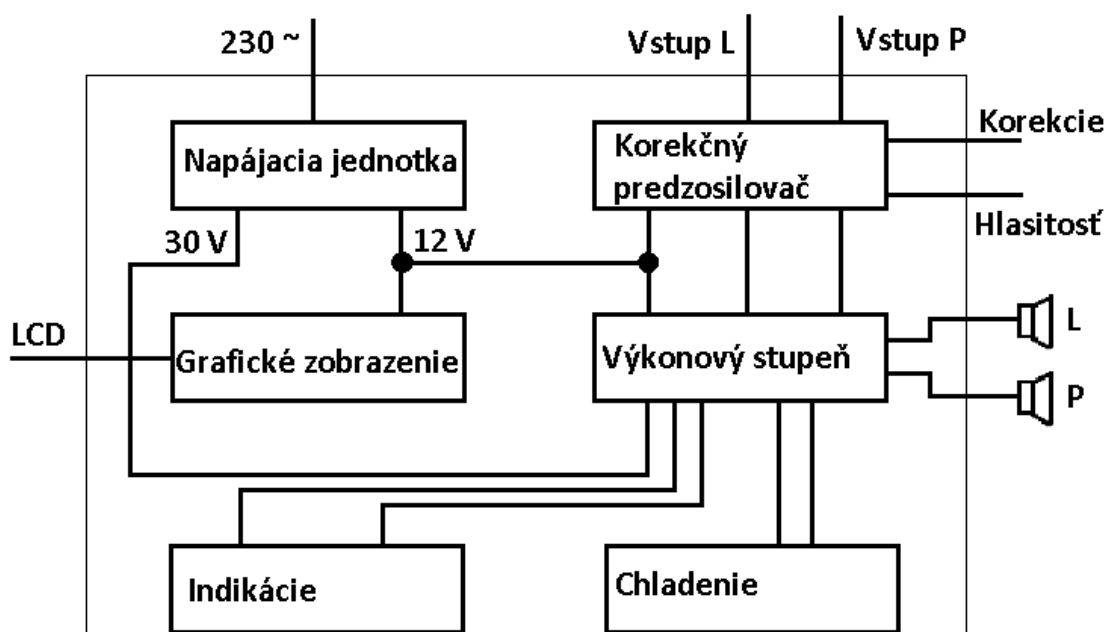 230 ~
Vstup L
Vstup P
Napájacia jednotka
Korekčný
predzosilovač
Korekcie
Hlasitosť
30 V
12 V
LCD
Grafické zobrazenie
Výkonový stupeň
L
P
Indikácie
Chladenie